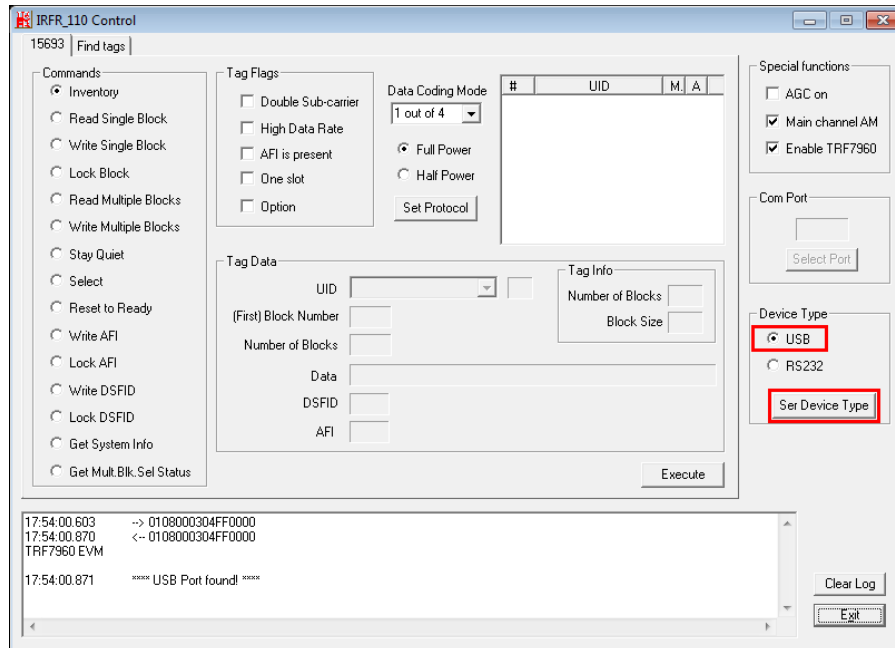 IRFR_110 Control
15693
Find tags
Commands
Inventory
Read Single Block
Write Single Block
Lock Block
Read Multiple Blocks
Write Multiple Blocks
Stay Quiet
Select
Reset to Ready
Write AFI
Lock AFI
Write DSFID
Lock DSFID
Get System Info
Get Mult.Blk.Sel Status
Tag Flags
Double Sub-carrier
High Data Rate
AFI is present
One slot
Option
Data Coding Mode
1 out of 4
Full Power
Half Power
Set Protocol
# UID M. A
Tag Data
UID
(First) Block Number
Number of Blocks
Data
DSFID
AFI
Tag Info
Number of Blocks
Block Size
Execute
Special functions
AGC on
Main channel AM
Enable TRF7960
Com Port
Select Port
Device Type
USB
RS232
Ser Device Type
17:54:00.603 --> 0108000304FF0000
17:54:00.870 <-- 0108000304FF0000
TRF7960 EVM
17:54:00.871 **** USB Port found! ****
Clear Log
Exit